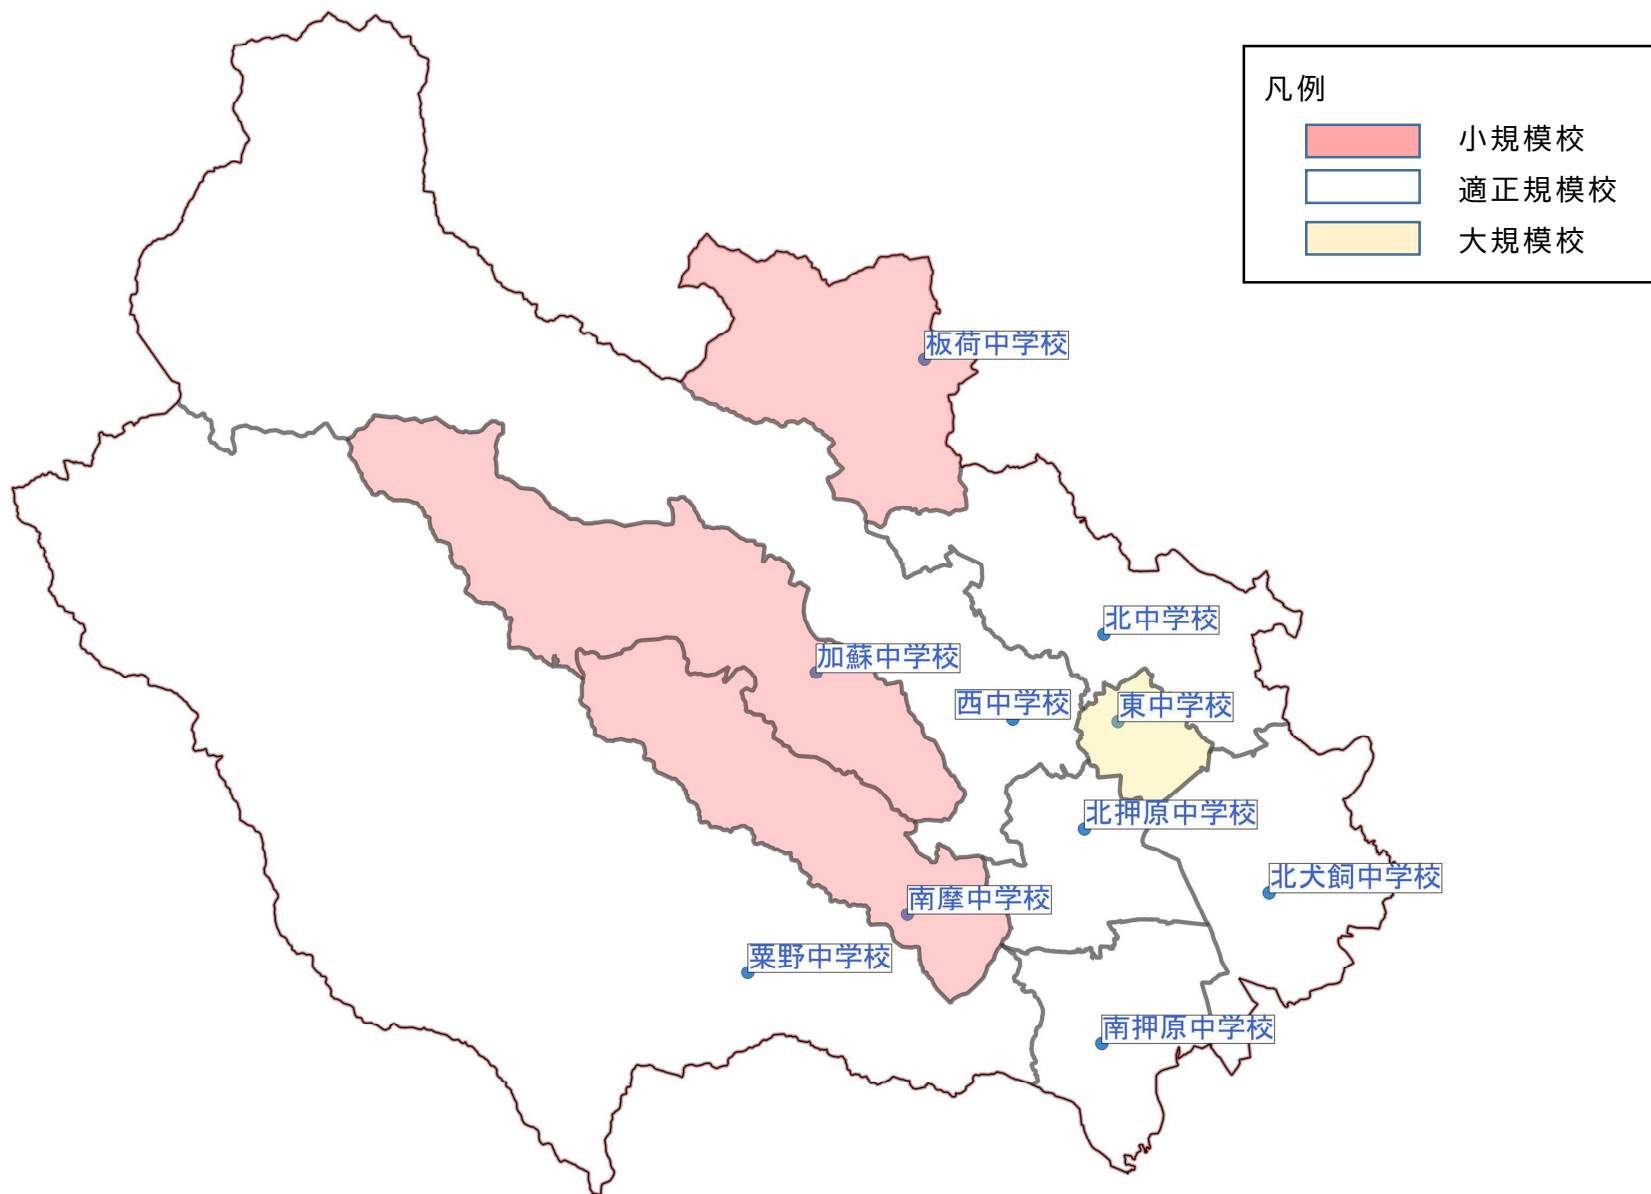 凡例
小規模校
適正規模校
大規模校
板荷中学校
北中学校
加蘇中学校
西中学校
東中学校
北押原中学校
北犬飼中学校
南摩中学校
粟野中学校
南押原中学校